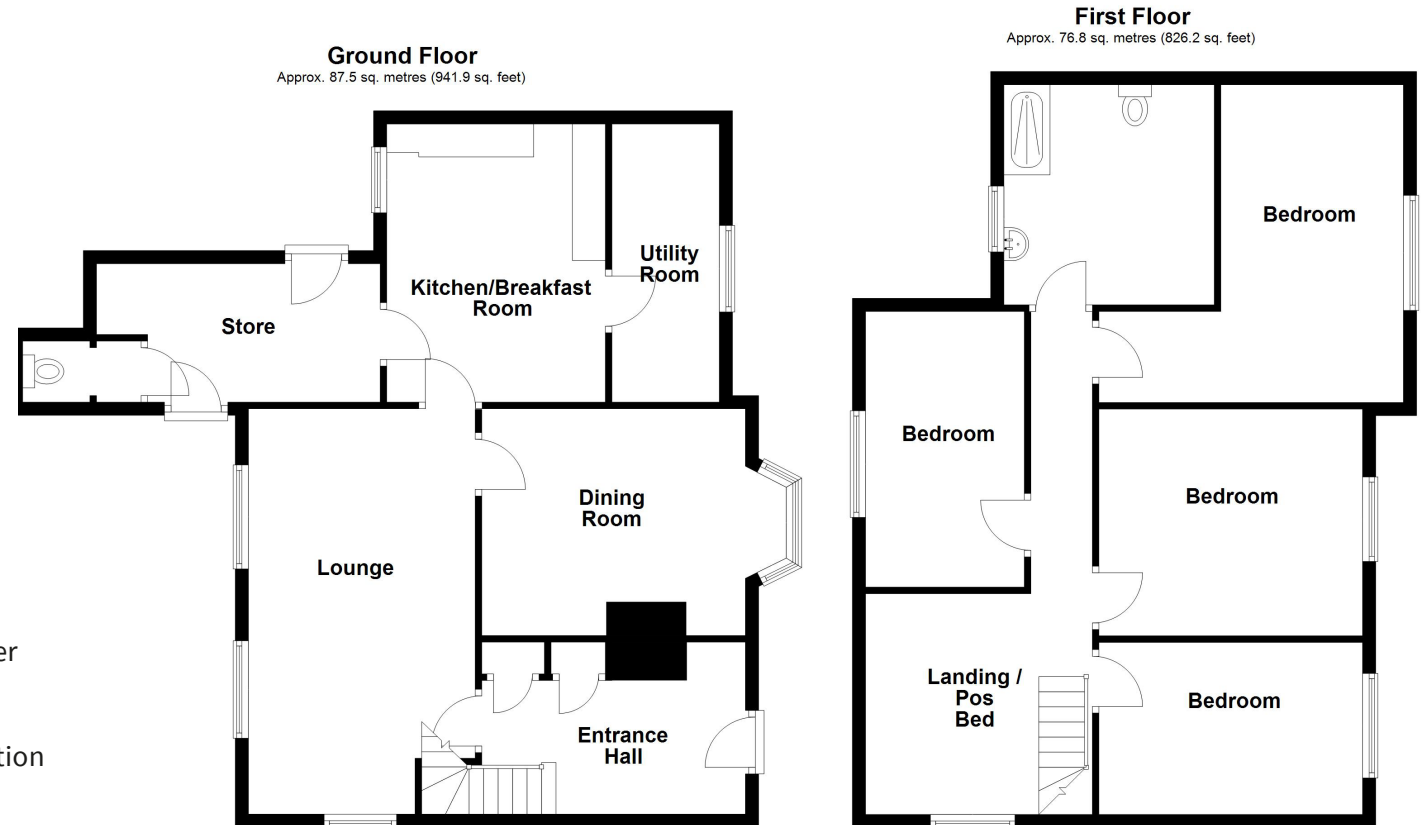 Ground Floor
Approx. 87.5 sq. metres (941.9 sq. feet)
Kitchen/Breakfast
Room
Utility
Room
Store
Dining
Room
Lounge
Entrance
Hall
First Floor
Approx. 76.8 sq. metres (826.2 sq. feet)
Bedroom
Bedroom
Bedroom
Landing /
Pos
Bed
Bedroom
er
tion